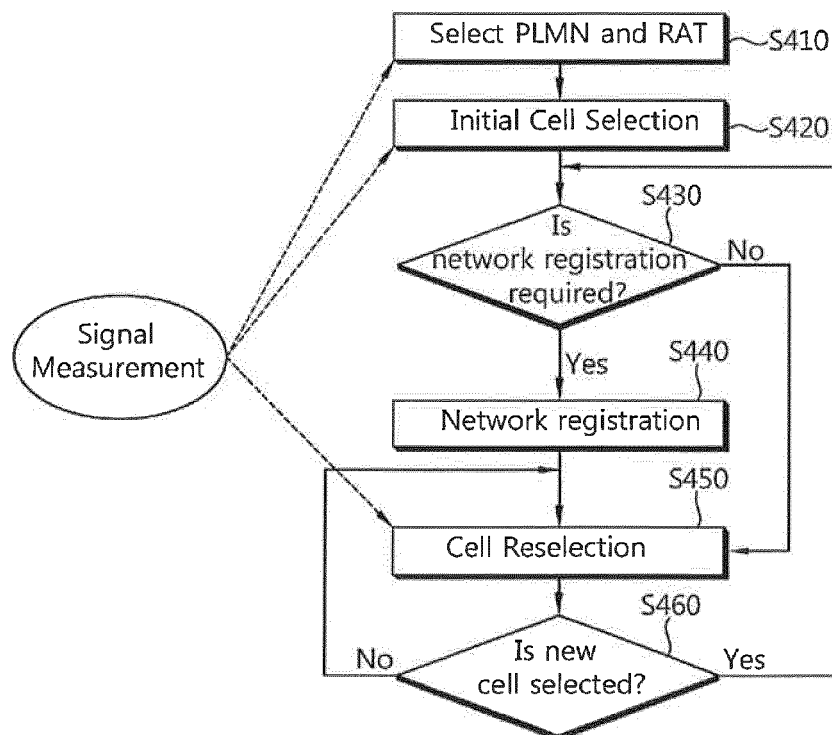 Select PLMN and RAT
S410
Initial Cell Selection
S420
S430
Is
network registration
required?
No
Signal
Measurement
Yes
S440
Network registration
S450
Cell Reselection
S460
No
Is new
cell selected?
Yes